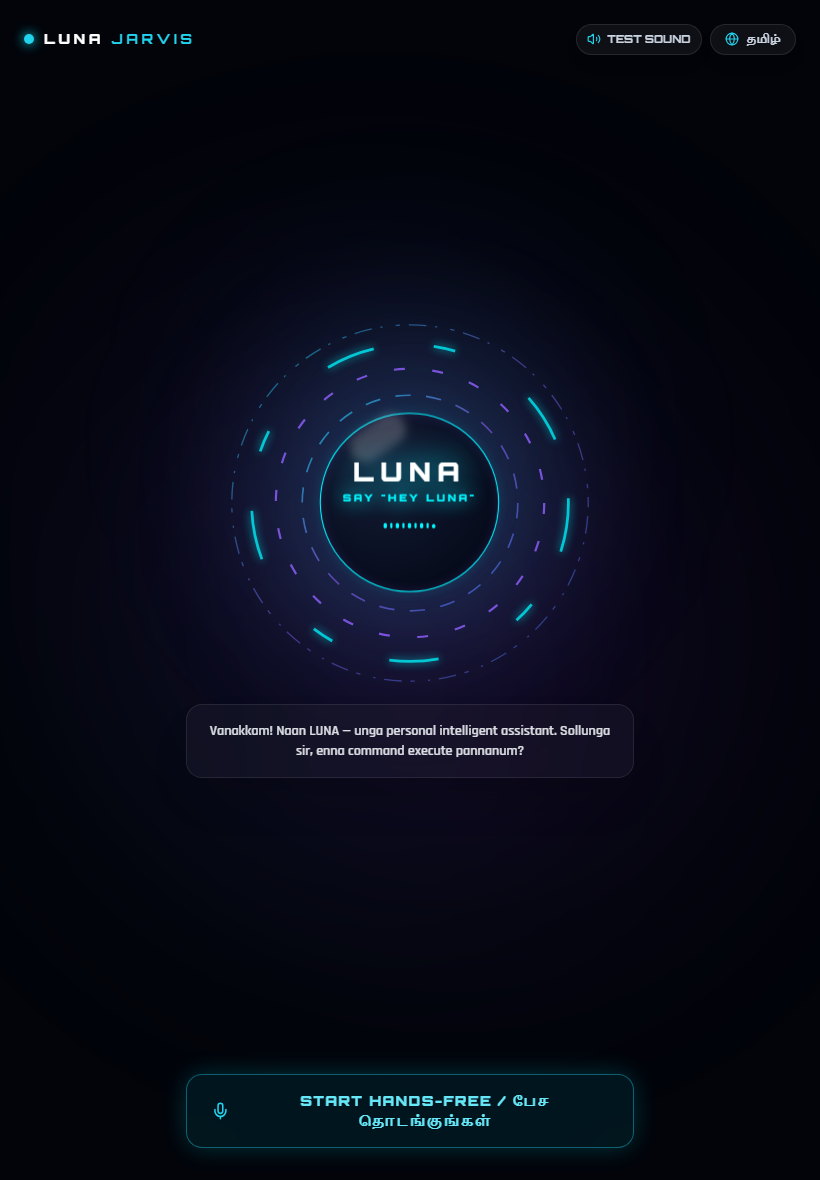 LUNA JARVIS
TEST SOUND
தமிழ்
LUNA
SAY "HEY LUNA"
Vanakkam! Naan LUNA — unga personal intelligent assistant. Sollunga
sir, enna command execute pannanum?
START HANDS-FREE / பேச
தொடங்குங்கள்